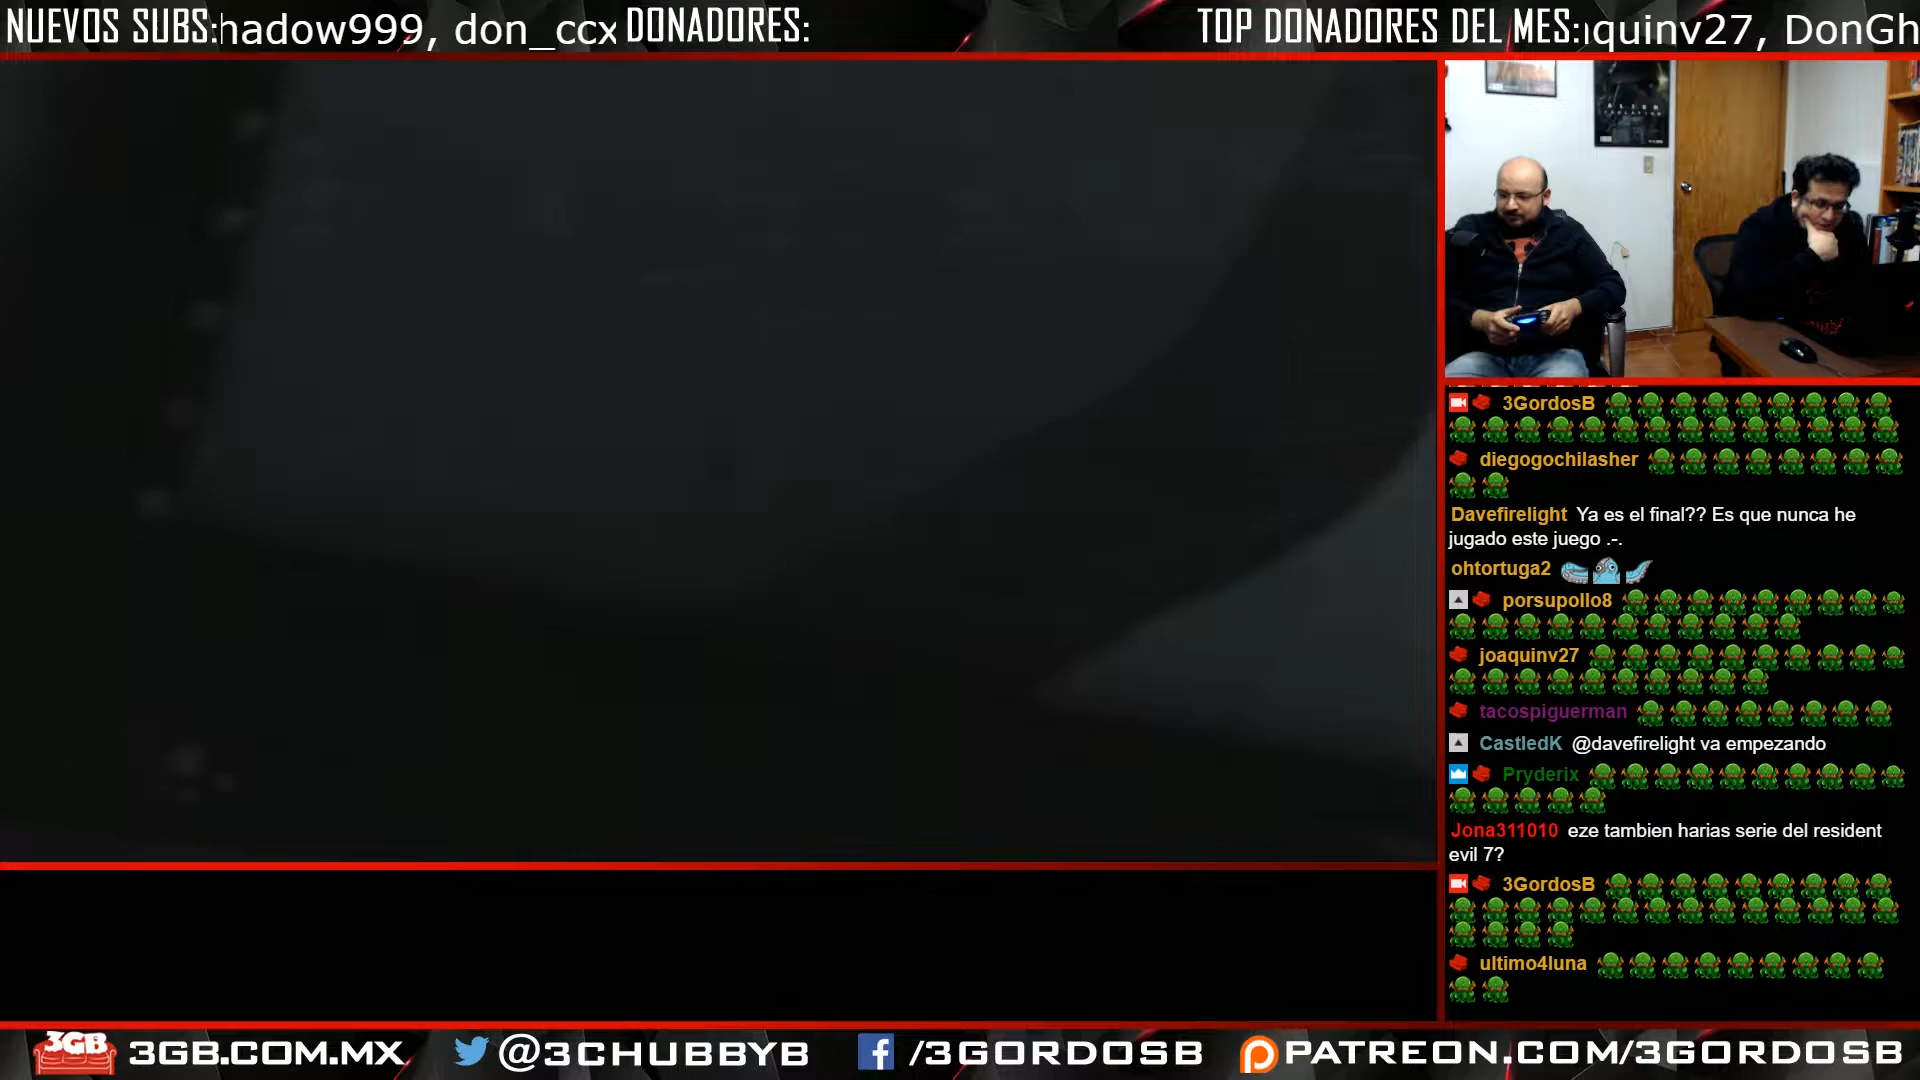 NUEVOS SUBS: hadow999, don_ccx DONADORES: TOP DONADORES DEL MES: quinv27, DonGh
ALIEN
3GordosB
diegogochilasher
Davefirelight Ya es el final?? Es que nunca he
jugado este juego .-.
ohtortuga2
porsupollo8
joaquinv27
tacospiguerman
CastledK @davefirelight va empezando
Pryderix
Jona311010 eze tambien harias serie del resident
evil 7?
3GordosB
ultimo4luna
3GB 3GB.COM.MX @3CHUBBYB /3GORDOSB PATREON.COM/3GORDOSB